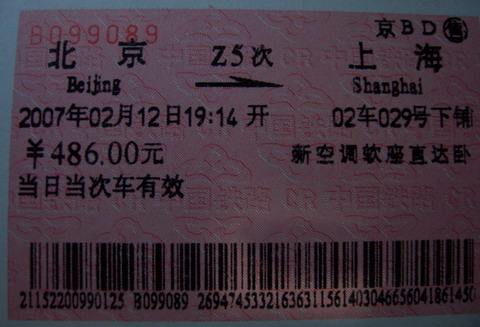 B099089 京BD售
北京 Z5次 上海
Beijing Shanghai
2007年02月12日19:14开 02车029号下铺
￥486.00元 新空调软座直达卧
当日当次车有效
21152200990125 B099089 26947453321636311561403046656041861450